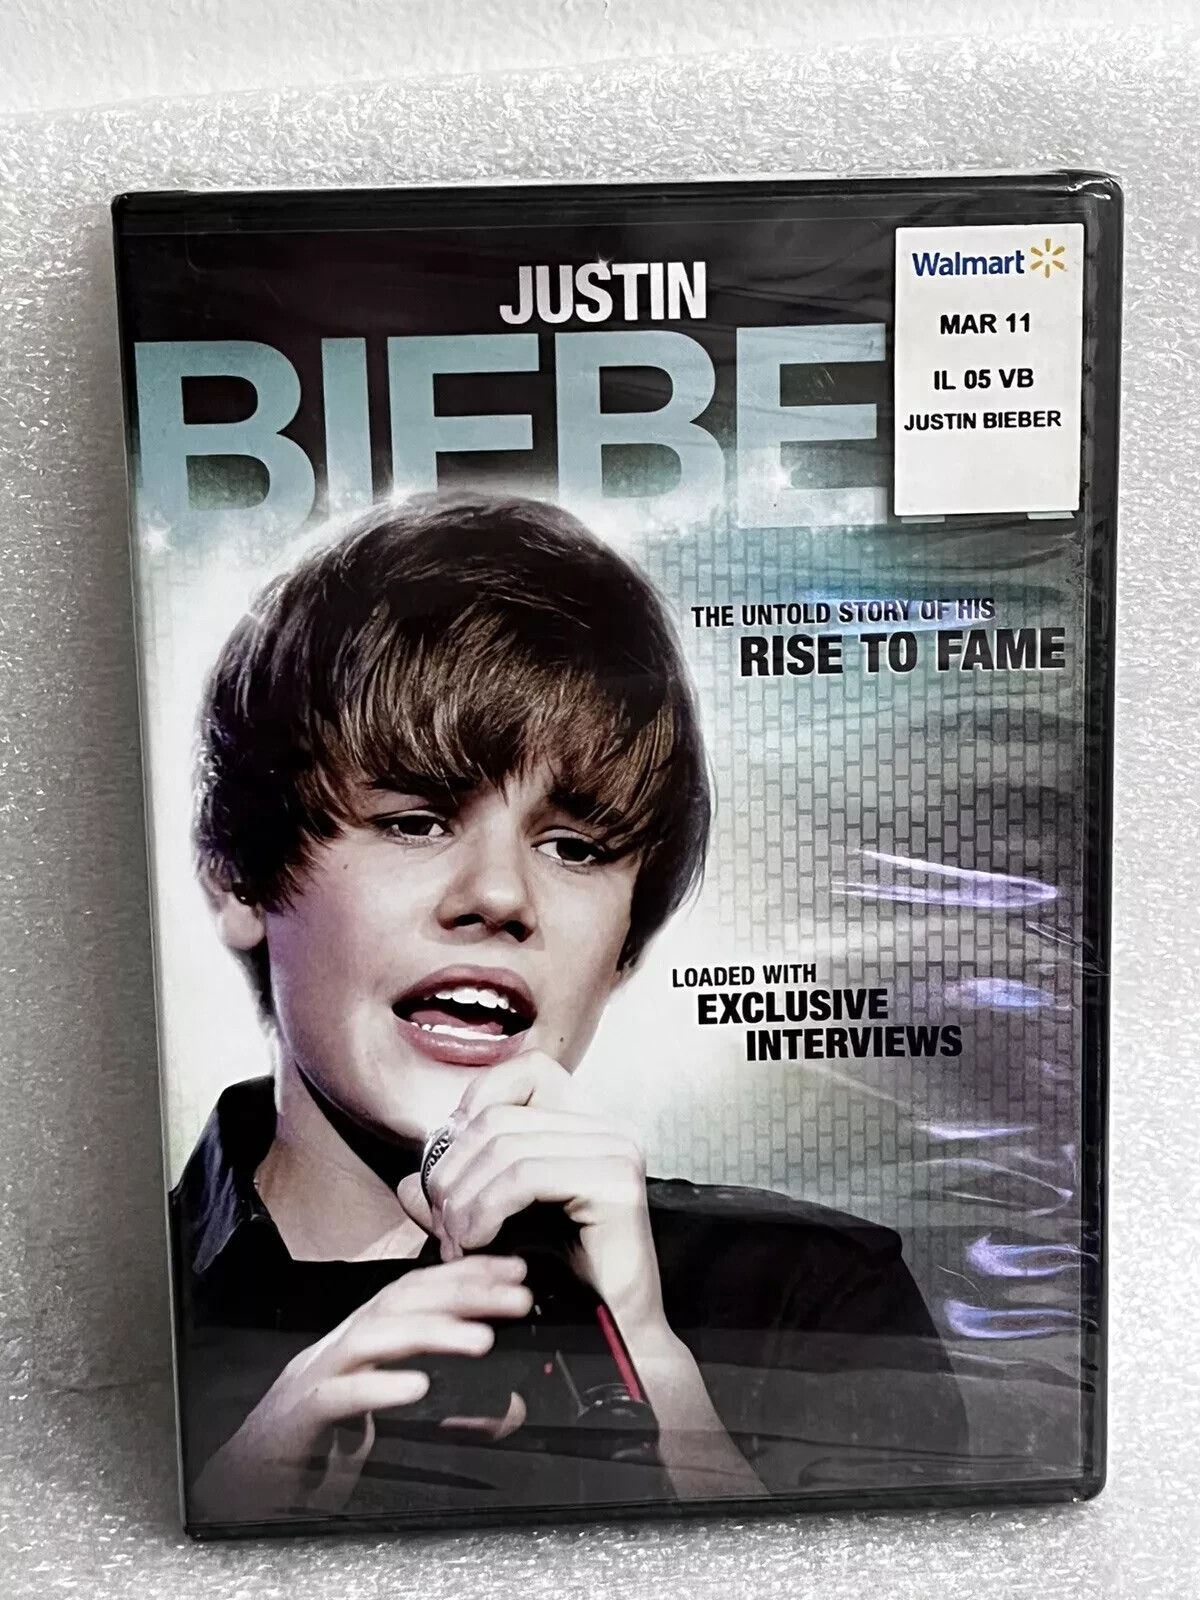 JUSTIN
BIEBE
Walmart
MAR 11
IL 05 VB
JUSTIN BIEBER
THE UNTOLD STORY OF HIS
RISE TO FAME
LOADED WITH
EXCLUSIVE
INTERVIEWS